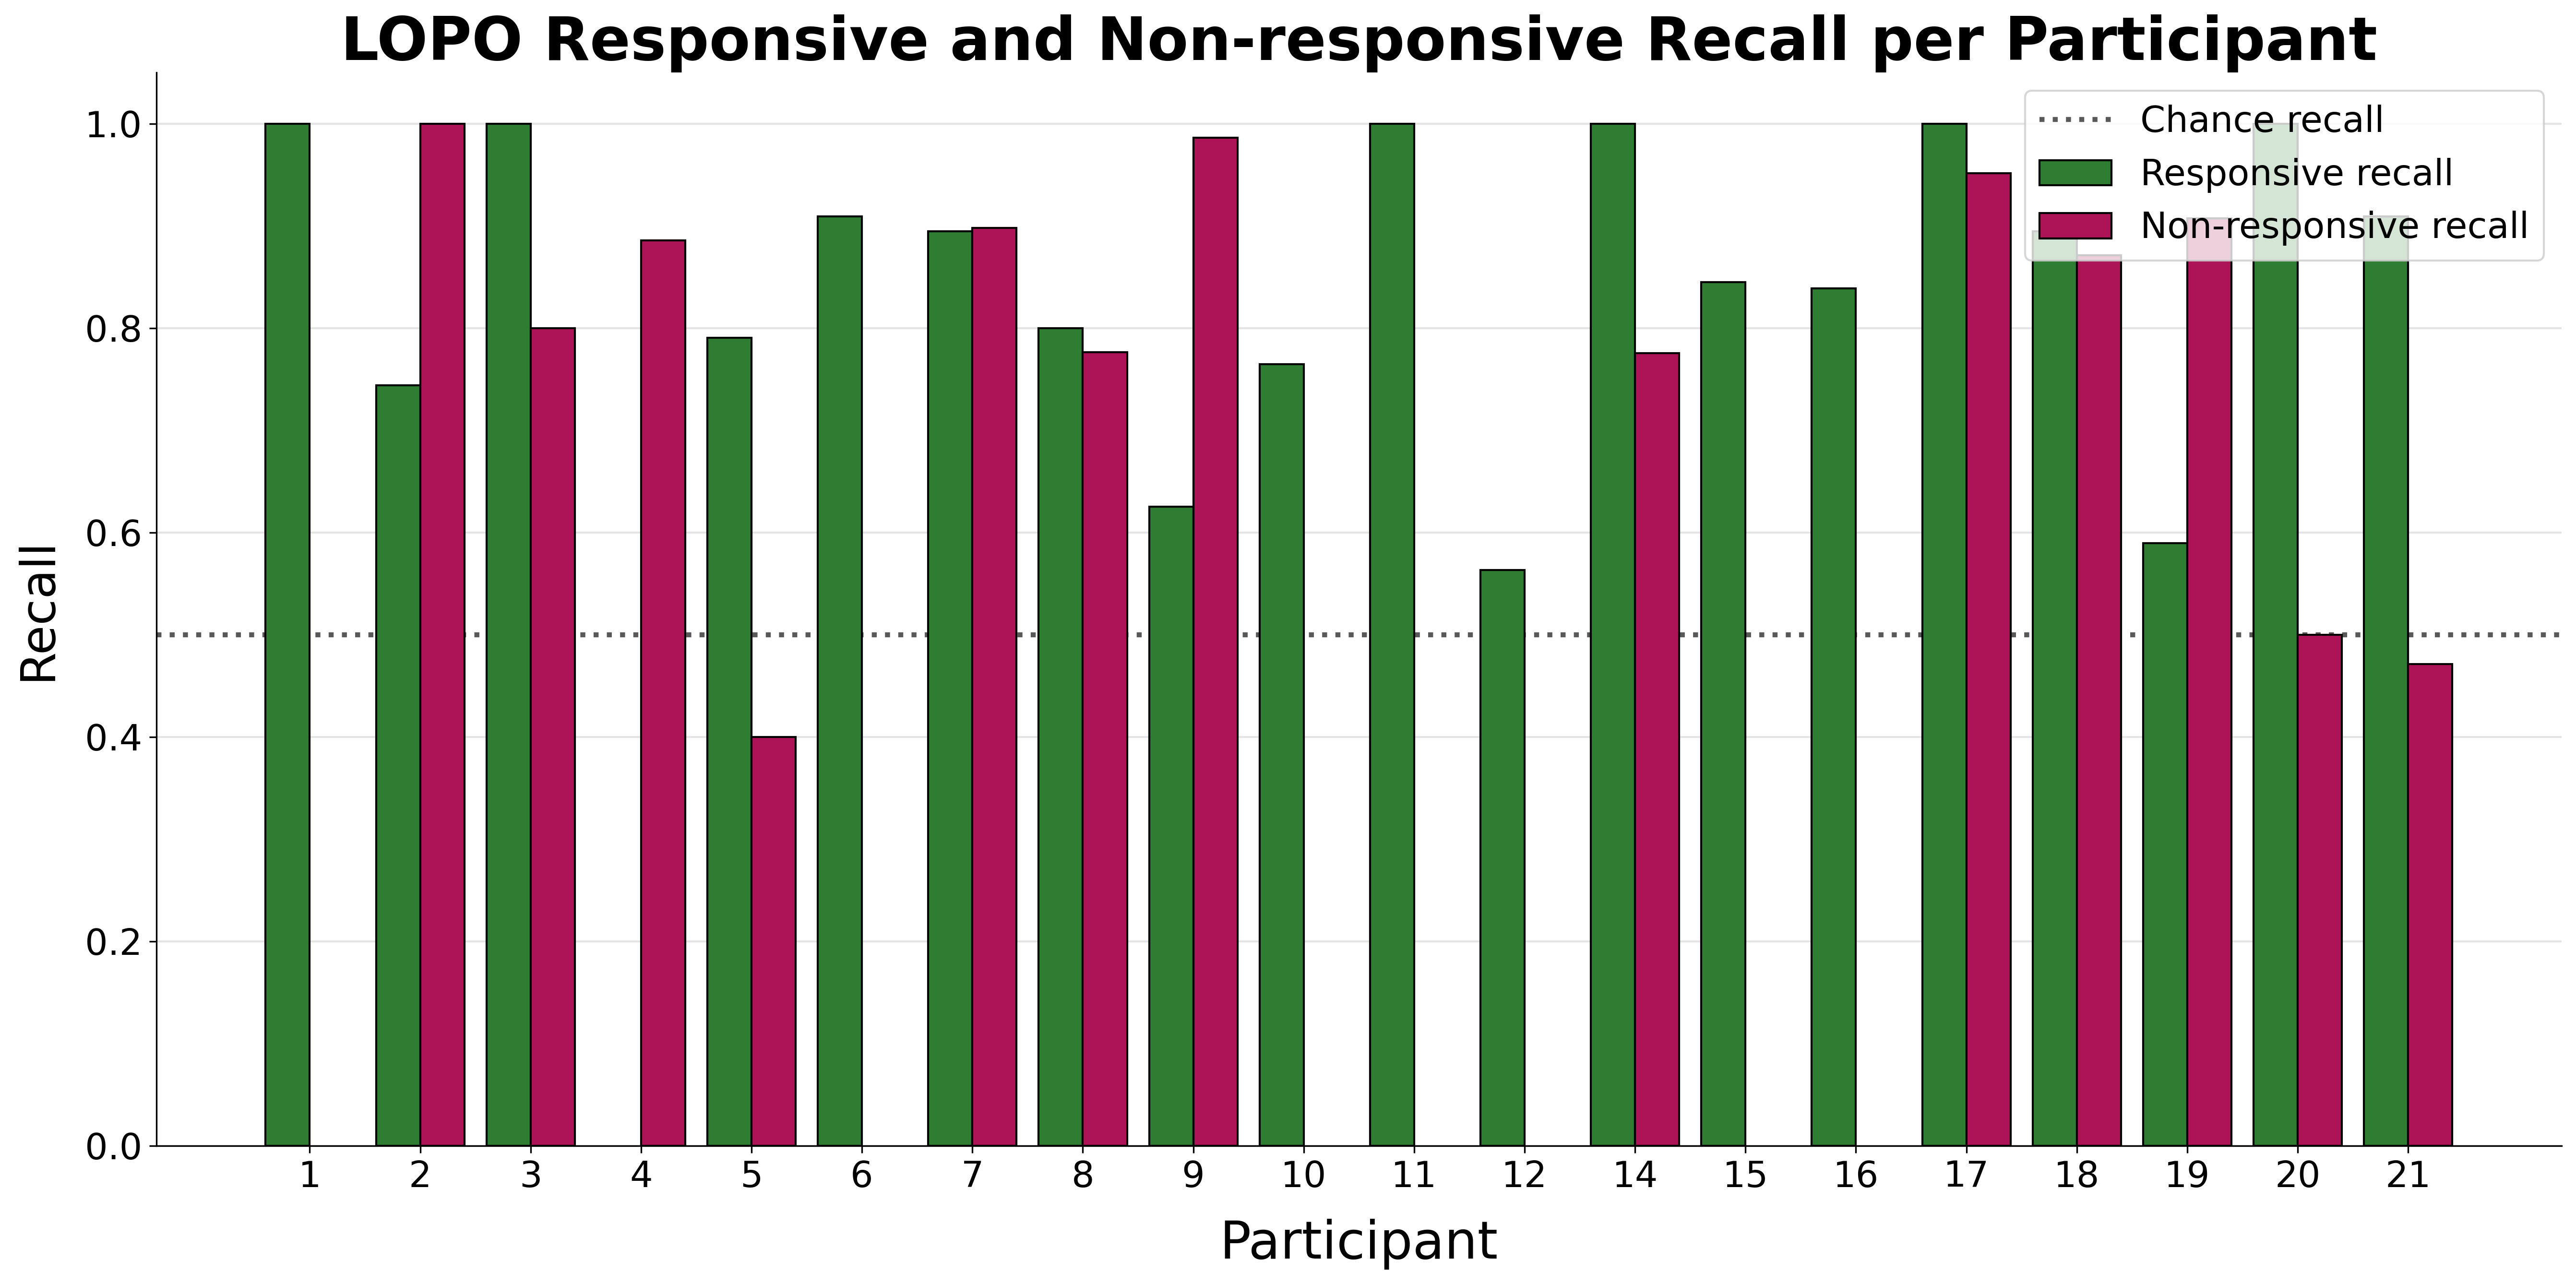 LOPO Responsive and Non-responsive Recall per Participant
Chance recall
Responsive recall
Non-responsive recall
1.0
0.8
0.6
0.4
0.2
0.0
Recall
1 2 3 4 5 6 7 8 9 10 11 12 14 15 16 17 18 19 20 21
Participant